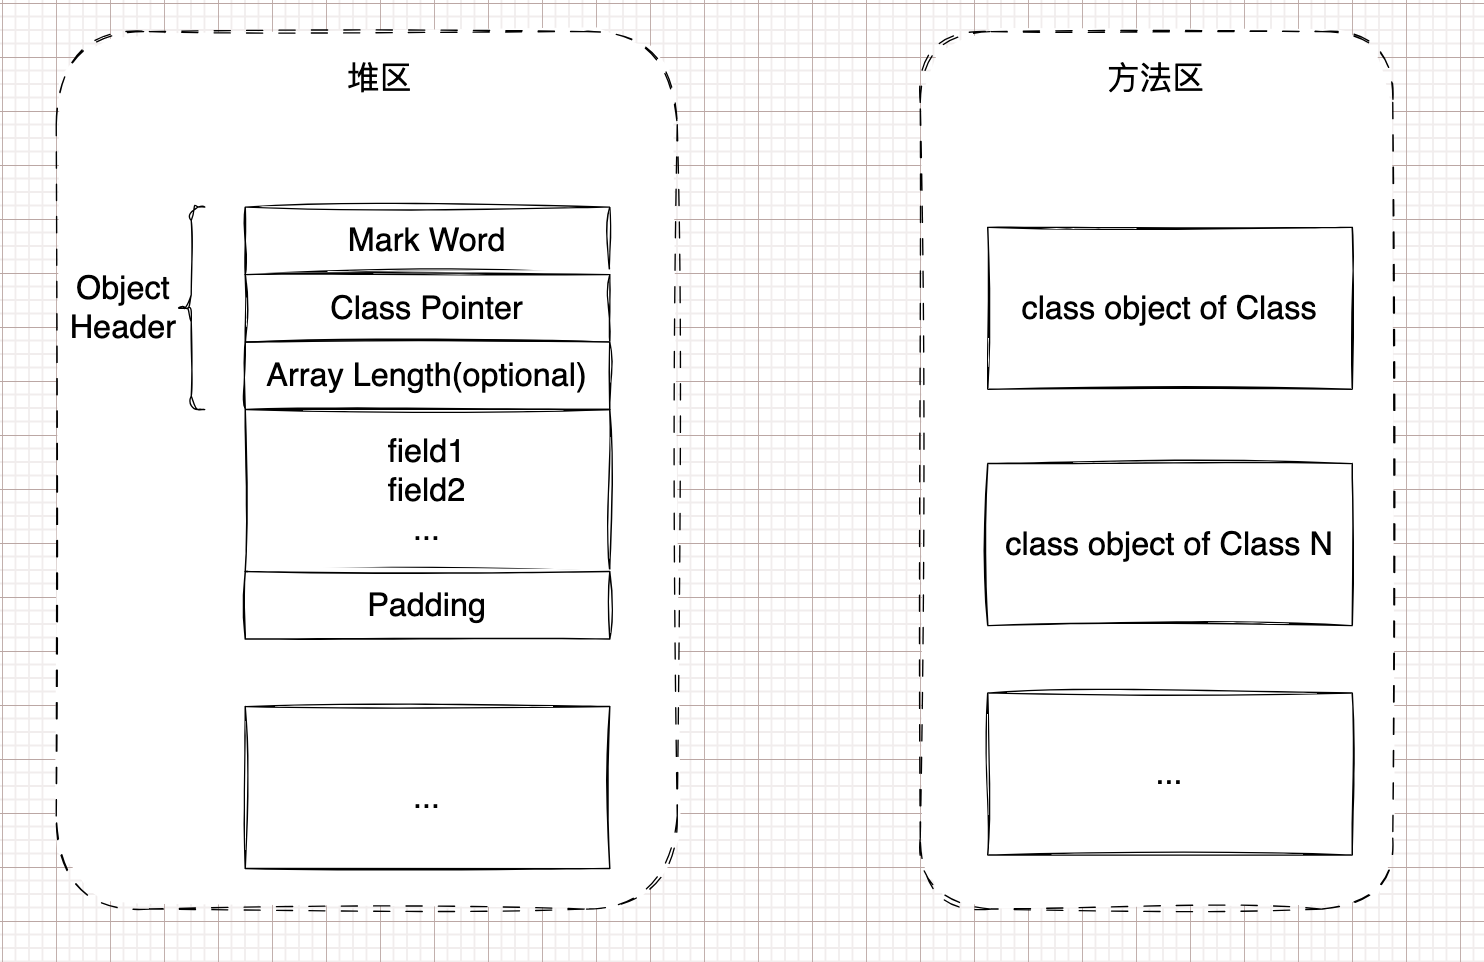 堆区
Object
Header
Mark Word
Class Pointer
Array Length(optional)
field1
field2
...
Padding
...
方法区
class object of Class
class object of Class N
...